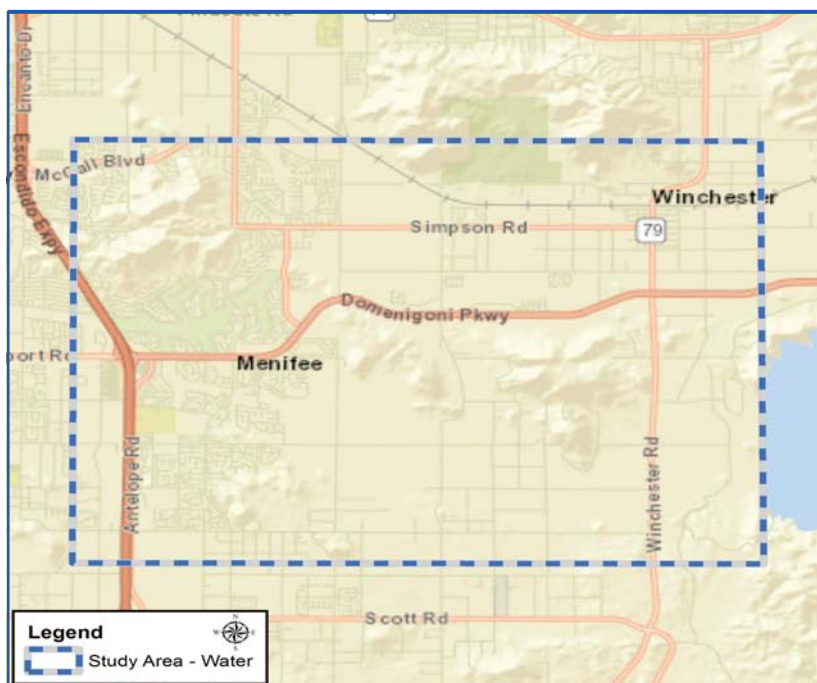 Encanto Dr
Escondido Expy
McCall Blvd
Winchester
Simpson Rd
79
Domenigoni Pkwy
port Rd
Menifee
Antelope Rd
Winchester Rd
Scott Rd
Legend
N
W E
S
Study Area - Water